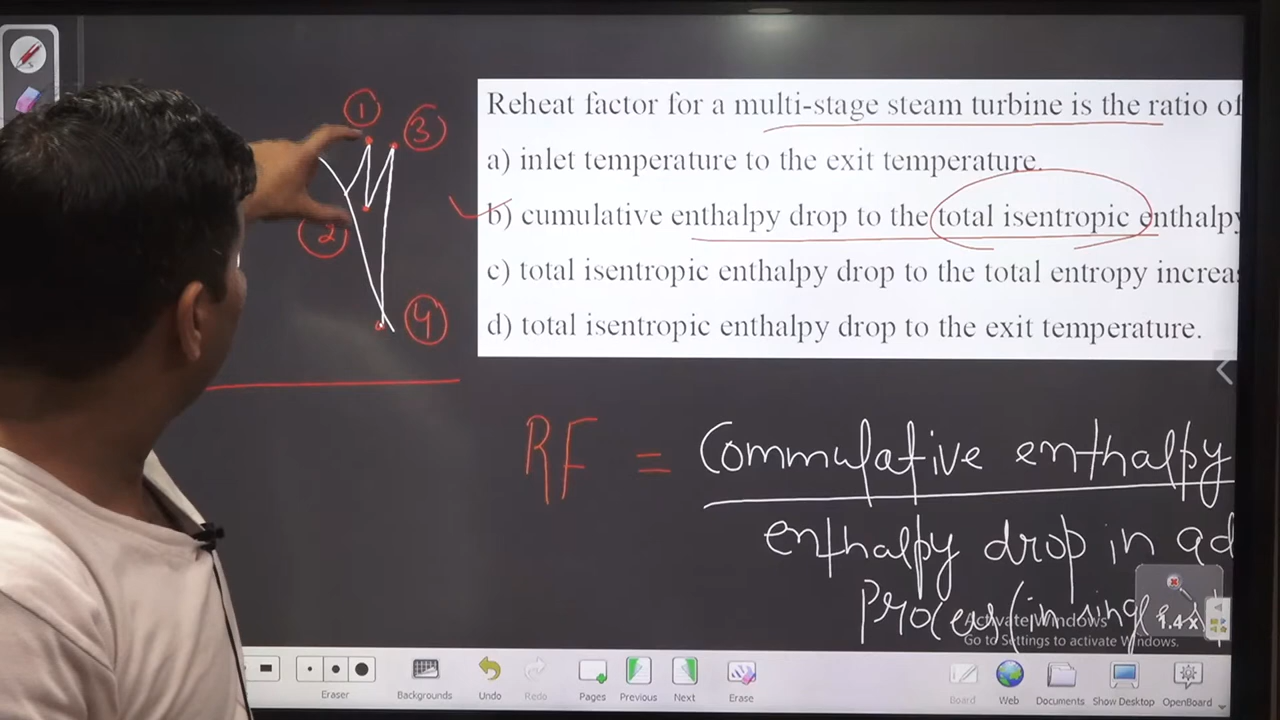 Reheat factor for a multi-stage steam turbine is the ratio of
a) inlet temperature to the exit temperature.
b) cumulative enthalpy drop to the total isentropic enthalpy
c) total isentropic enthalpy drop to the total entropy increa
d) total isentropic enthalpy drop to the exit temperature.
1
3
2
4
RF = Commulative enthalpy
enthalpy drop in ad
Process (in singl
Activate Windows
Go to Settings to activate Windows.
1.4 x
Eraser
Backgrounds
Undo
Redo
Pages
Previous
Next
Erase
Board
Web
Documents
Show Desktop
OpenBoard